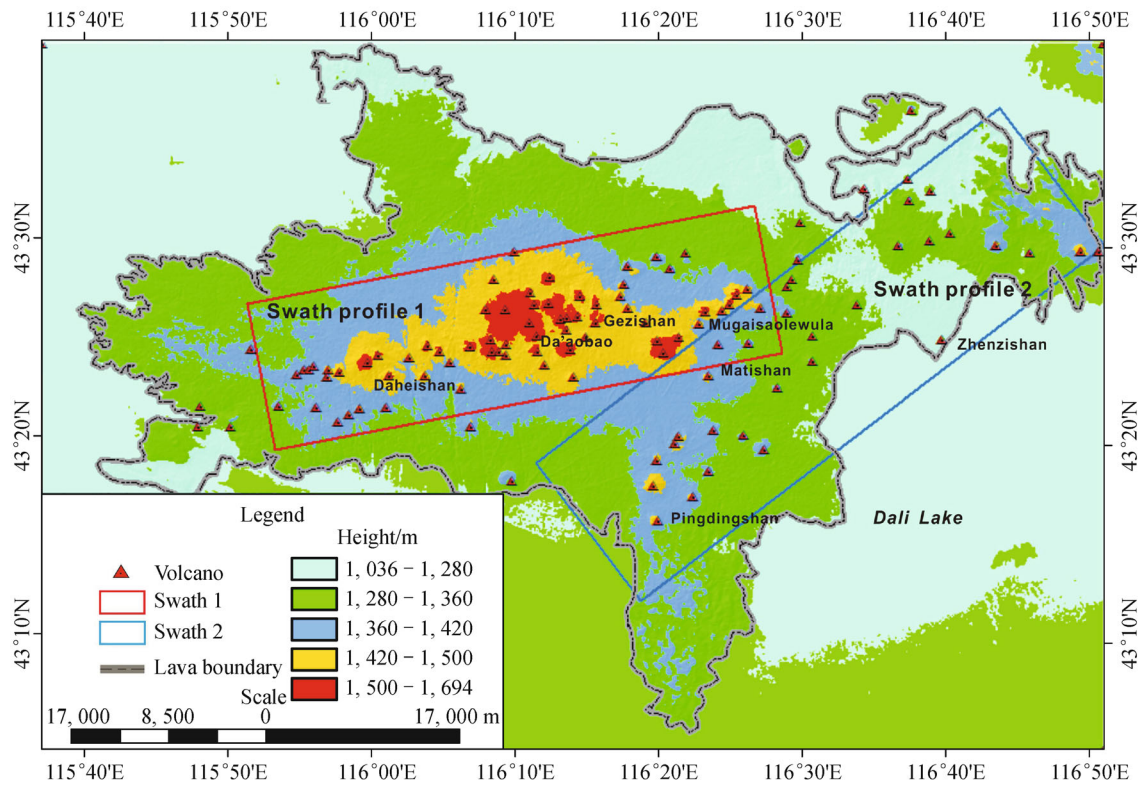 115°40'E 115°50'E 116°00'E 116°10'E 116°20'E 116°30'E 116°40'E 116°50'E
43°30'N 43°30'N
Swath profile 2
Swath profile 1
Gezishan
Mugaisaolewula
Da'aobao
Zhenzishan
Matishan
Daheishan
43°20'N 43°20'N
Pingdingshan
Dali Lake
43°10'N 43°10'N
Legend
Height/m
Volcano
Swath 1
Swath 2
Lava boundary
1, 036 – 1, 280
1, 280 – 1, 360
1, 360 – 1, 420
1, 420 – 1, 500
1, 500 – 1, 694
Scale
17, 000 8, 500 0 17, 000 m
115°40'E 115°50'E 116°00'E 116°10'E 116°20'E 116°30'E 116°40'E 116°50'E